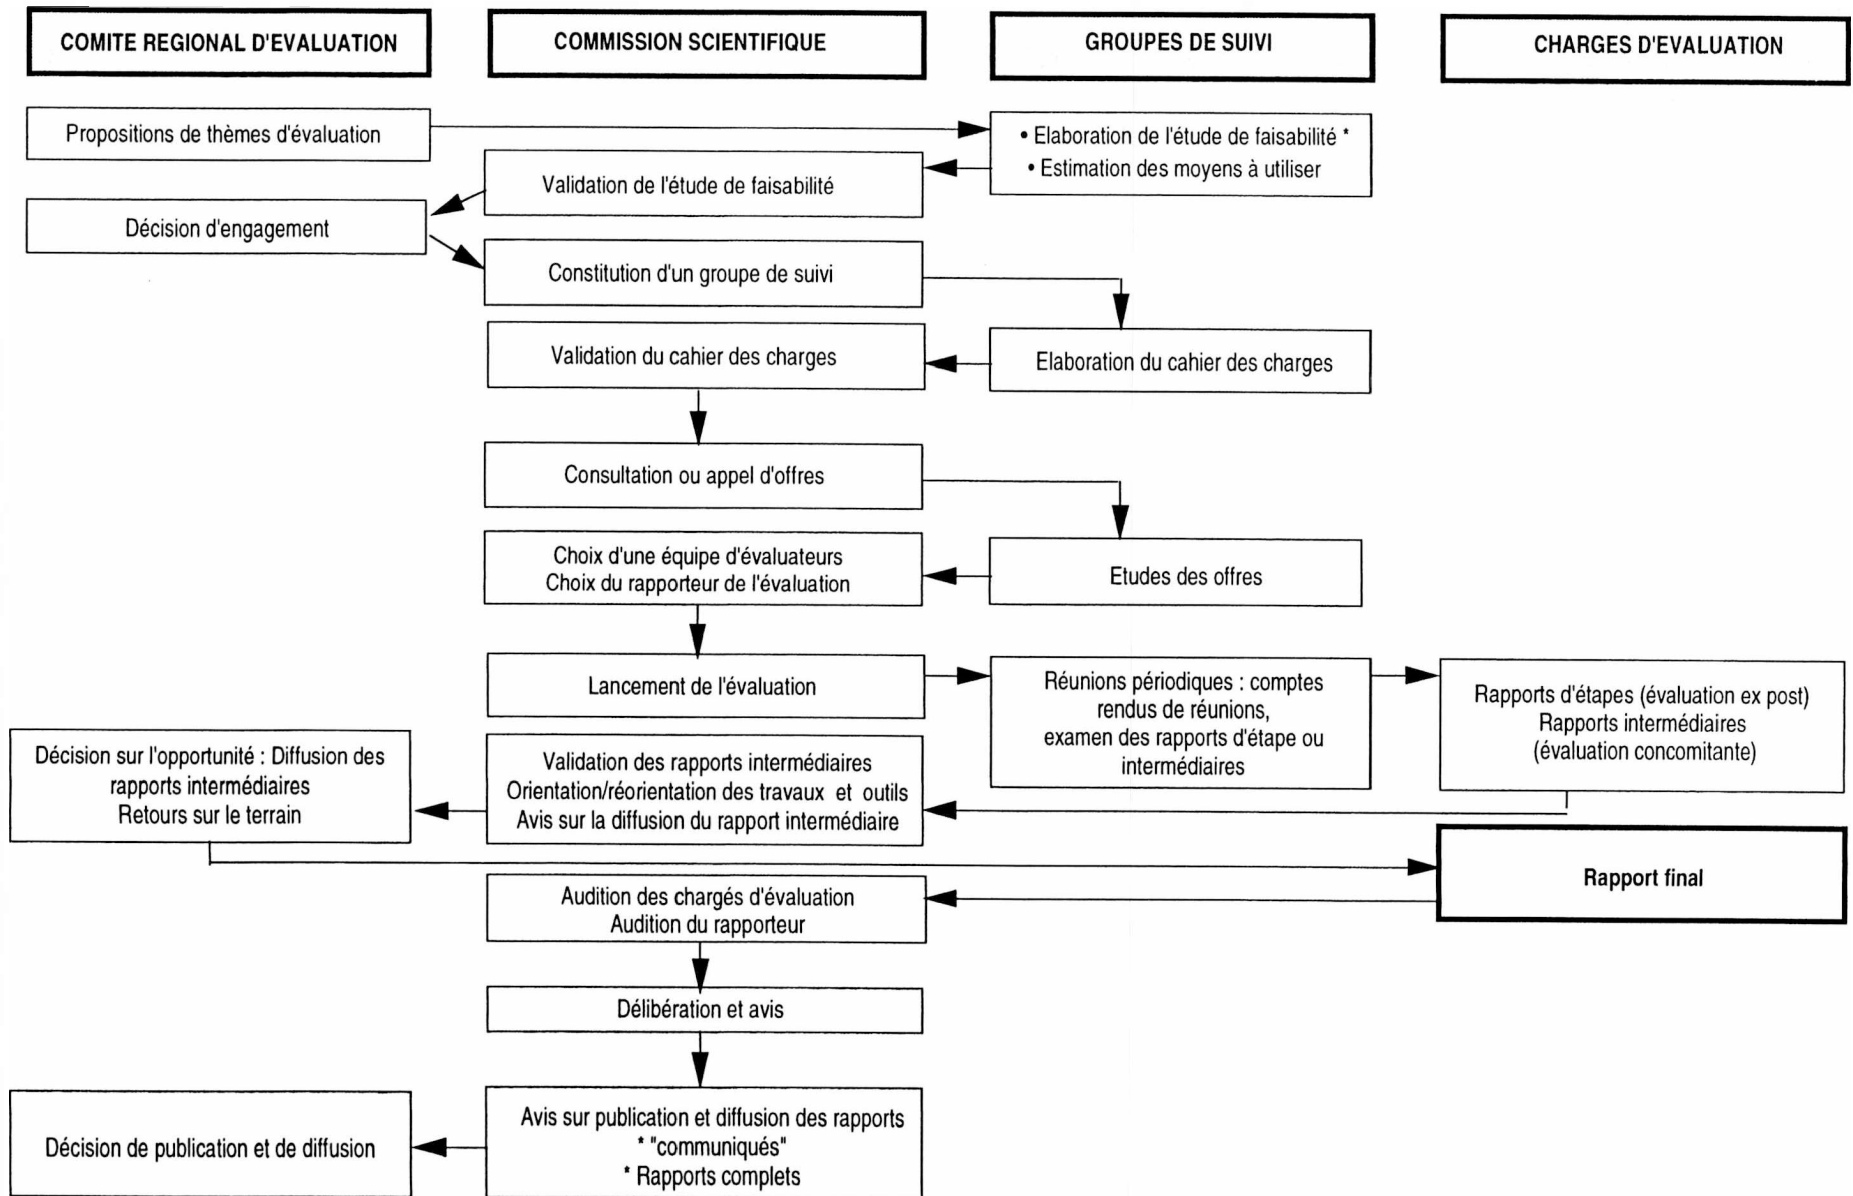 COMITE REGIONAL D'EVALUATION
COMMISSION SCIENTIFIQUE
GROUPES DE SUIVI
CHARGES D'EVALUATION
Propositions de thèmes d'évaluation
• Elaboration de l'étude de faisabilité *
• Estimation des moyens à utiliser
Validation de l'étude de faisabilité
Décision d'engagement
Constitution d'un groupe de suivi
Validation du cahier des charges
Elaboration du cahier des charges
Consultation ou appel d'offres
Choix d'une équipe d'évaluateurs
Choix du rapporteur de l'évaluation
Etudes des offres
Lancement de l'évaluation
Réunions périodiques : comptes
rendus de réunions,
examen des rapports d'étape ou
intermédiaires
Rapports d'étapes (évaluation ex post)
Rapports intermédiaires
(évaluation concomitante)
Décision sur l'opportunité : Diffusion des
rapports intermédiaires
Retours sur le terrain
Validation des rapports intermédiaires
Orientation/réorientation des travaux et outils
Avis sur la diffusion du rapport intermédiaire
Rapport final
Audition des chargés d'évaluation
Audition du rapporteur
Délibération et avis
Avis sur publication et diffusion des rapports
* "communiqués"
* Rapports complets
Décision de publication et de diffusion